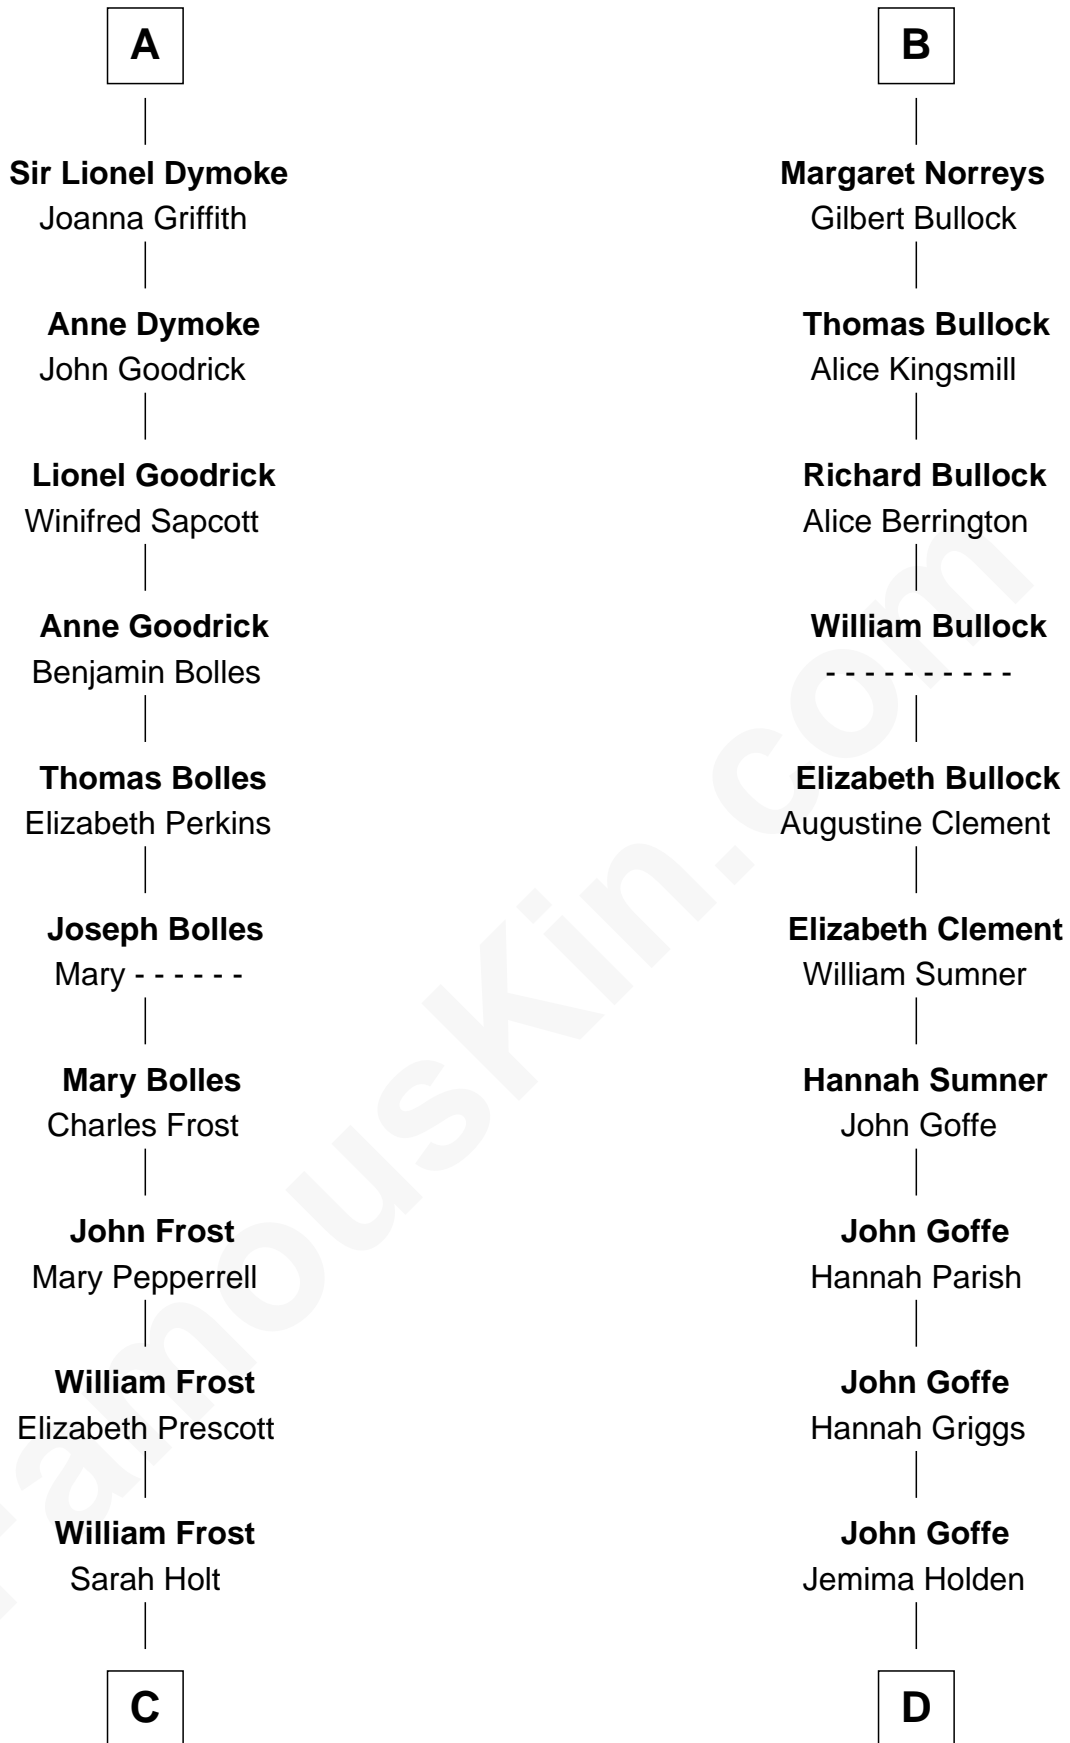 A
Sir Lionel Dymoke
Joanna Griffith
Anne Dymoke
John Goodrick
Lionel Goodrick
Winifred Sapcott
Anne Goodrick
Benjamin Bolles
Thomas Bolles
Elizabeth Perkins
Joseph Bolles
Mary - - - - - -
Mary Bolles
Charles Frost
John Frost
Mary Pepperrell
William Frost
Elizabeth Prescott
William Frost
Sarah Holt
C
B
Margaret Norreys
Gilbert Bullock
Thomas Bullock
Alice Kingsmill
Richard Bullock
Alice Berrington
William Bullock
- - - - - - - - - -
Elizabeth Bullock
Augustine Clement
Elizabeth Clement
William Sumner
Hannah Sumner
John Goffe
John Goffe
Hannah Parish
John Goffe
Hannah Griggs
John Goffe
Jemima Holden
D
FamousKin.com